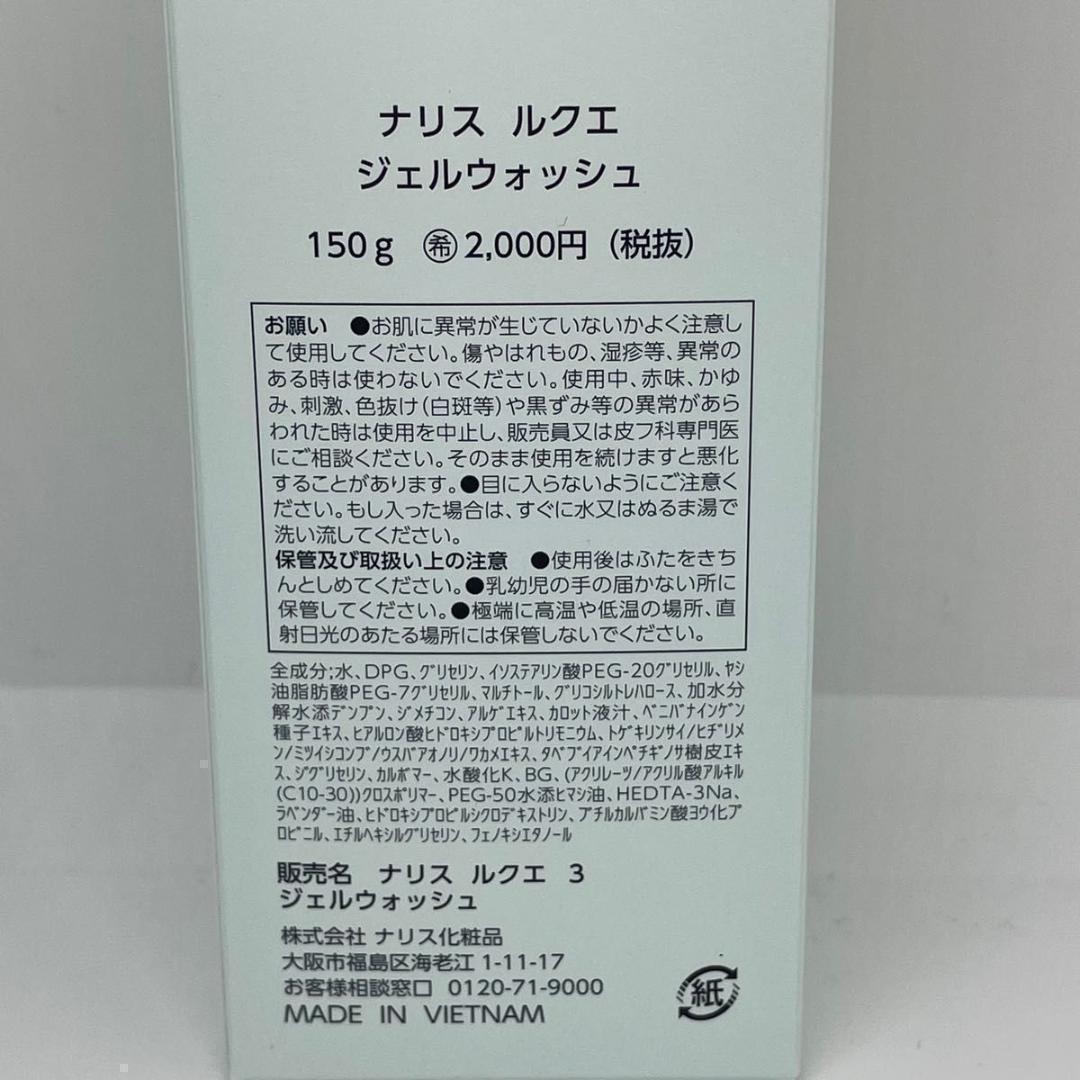 ナリス ルクエ
ジェルウォッシュ
150g ㊒2,000円(税抜)
お願い ●お肌に異常が生じていないかよく注意し
て使用してください。傷やはれもの、湿疹等、異常の
ある時は使わないでください。使用中、赤味、かゆ
み、刺激、色抜け(白斑等)や黒ずみ等の異常があら
われた時は使用を中止し、販売員又は皮フ科専門医
にご相談ください。そのまま使用を続けますと悪化
することがあります。●目に入らないようにご注意く
ださい。もし入った場合は、すぐに水又はぬるま湯で
洗い流してください。
保管及び取扱い上の注意 ●使用後はふたをきち
んとしめてください。●乳幼児の手の届かない所に
保管してください。●極端に高温や低温の場所、直
射日光のあたる場所には保管しないでください。
全成分;水、DPG、グリセリン、イソステアリン酸PEG-20グリセリル、ヤシ
油脂肪酸PEG-7グリセリル、マルチトール、グリコシルトレハロース、加水分
解水添デンプン、ジメチコン、アルゲエキス、カロット液汁、ベニバナインゲン
種子エキス、ヒアルロン酸ヒドロキシプロピルトリモニウム、トゲキリンサイ/ヒヂリメ
ン/ミツイシコンブ/ウスバアオノリ/ワカメエキス、タベブイアインペチギノサ樹皮エキ
ス、ジグリセリン、カルボマー、水酸化K、BG、(アクリレーツ/アクリル酸アルキル
(C10-30))クロスポリマー、PEG-50水添ヒマシ油、HEDTA-3Na、
ラベンダー油、ヒドロキシプロピルシクロデキストリン、ブチルカルバミン酸ヨウ化プ
ロピニル、エチルヘキシルグリセリン、フェノキシエタノール
販売名 ナリス ルクエ 3
ジェルウォッシュ
株式会社 ナリス化粧品
大阪市福島区海老江 1-11-17
お客様相談窓口 0120-71-9000
MADE IN VIETNAM
紙